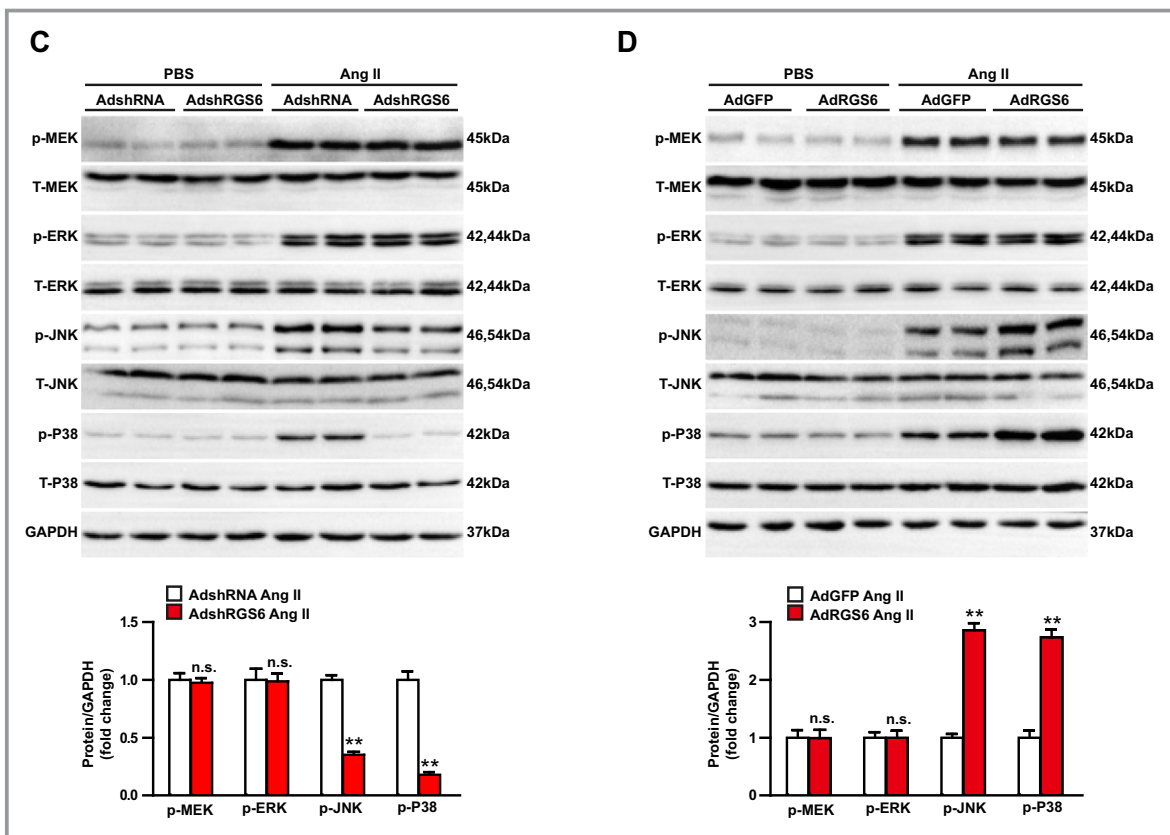 C
PBS Ang II
AdshRNA AdshRGS6 AdshRNA AdshRGS6
p-MEK 45kDa
T-MEK 45kDa
p-ERK 42,44kDa
T-ERK 42,44kDa
p-JNK 46,54kDa
T-JNK 46,54kDa
p-P38 42kDa
T-P38 42kDa
GAPDH 37kDa
AdshRNA Ang II
AdshRGS6 Ang II
Protein/GAPDH
(fold change)
1.5
1.0
0.5
0.0
n.s. n.s. ** **
p-MEK p-ERK p-JNK p-P38
D
PBS Ang II
AdGFP AdRGS6 AdGFP AdRGS6
p-MEK 45kDa
T-MEK 45kDa
p-ERK 42,44kDa
T-ERK 42,44kDa
p-JNK 46,54kDa
T-JNK 46,54kDa
p-P38 42kDa
T-P38 42kDa
GAPDH 37kDa
AdGFP Ang II
AdRGS6 Ang II
Protein/GAPDH
(fold change)
3
2
1
0
n.s. n.s. ** **
p-MEK p-ERK p-JNK p-P38